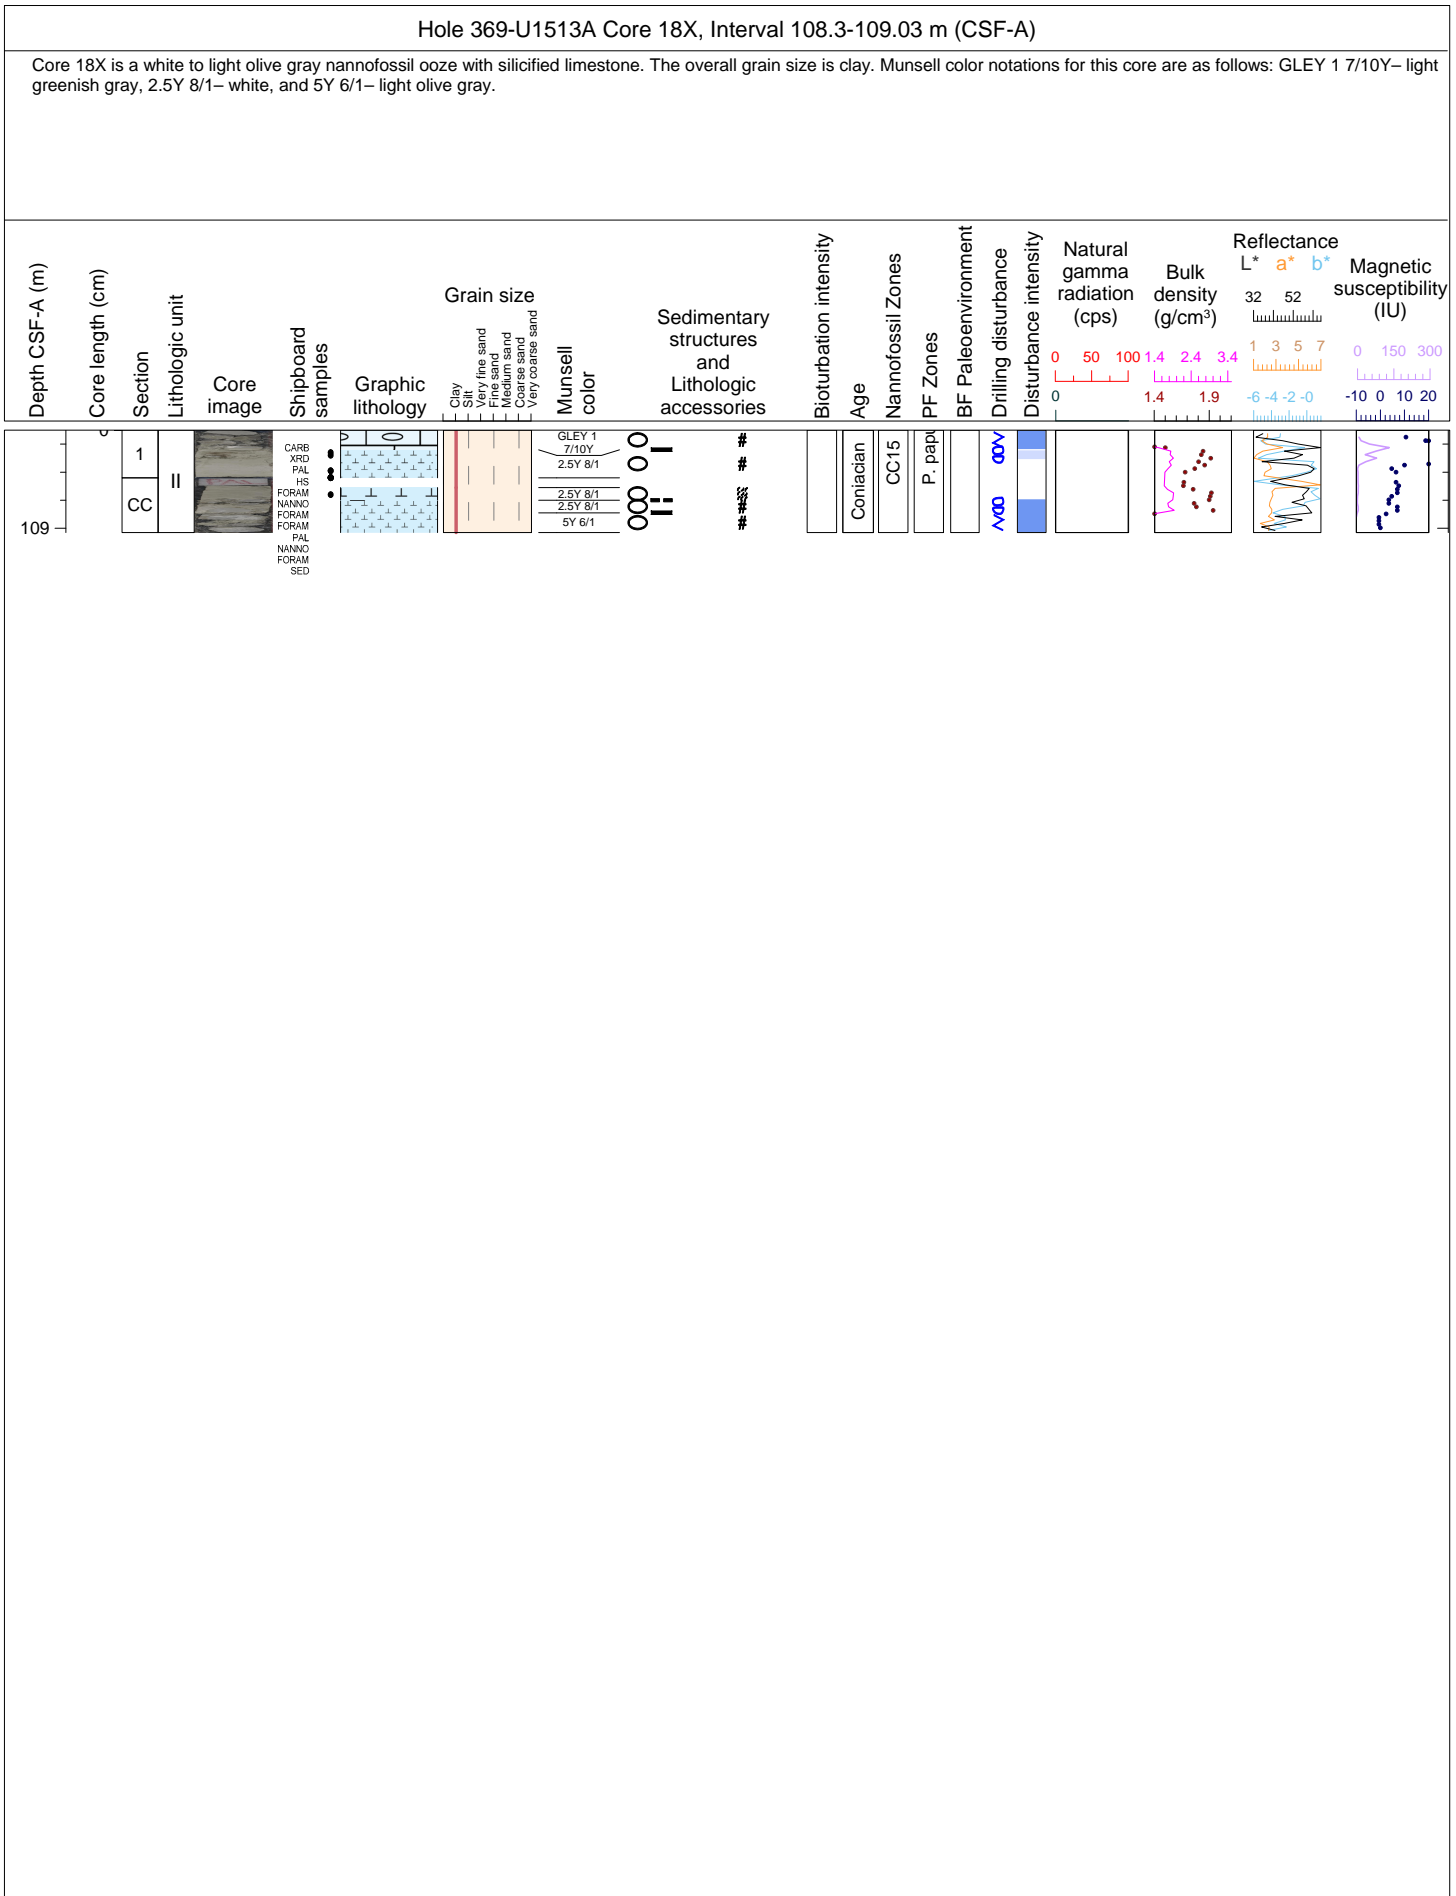 Hole 369-U1513A Core 18X, Interval 108.3-109.03 m (CSF-A)
Core 18X is a white to light olive gray nannofossil ooze with silicified limestone. The overall grain size is clay. Munsell color notations for this core are as follows: GLEY 1 7/10Y– light
greenish gray, 2.5Y 8/1– white, and 5Y 6/1– light olive gray.
Depth CSF-A (m)
Core length (cm)
Section
Lithologic unit
Core
image
Shipboard
samples
Graphic
lithology
Grain size
Clay
Silt
Very fine sand
Fine sand
Medium sand
Coarse sand
Very coarse sand
Munsell
color
Sedimentary
structures
and
Lithologic
accessories
Bioturbation intensity
Age
Nannofossil Zones
PF Zones
BF Paleoenvironment
Drilling disturbance
Disturbance intensity
Natural
gamma
radiation
(cps)
0 50 100
0
Bulk
density
(g/cm³)
1.4 2.4 3.4
1.4 1.9
Reflectance
L* a* b*
32 52
1 3 5 7
-6 -4 -2 -0
Magnetic
susceptibility
(IU)
0 150 300
-10 0 10 20
109
1
CC
II
CARB
XRD
PAL
HS
FORAM
NANNO
FORAM
FORAM
PAL
NANNO
FORAM
SED
GLEY 1
7/10Y
2.5Y 8/1
2.5Y 8/1
2.5Y 8/1
5Y 6/1
#
#
#
#
Coniacian
CC15
P. papu